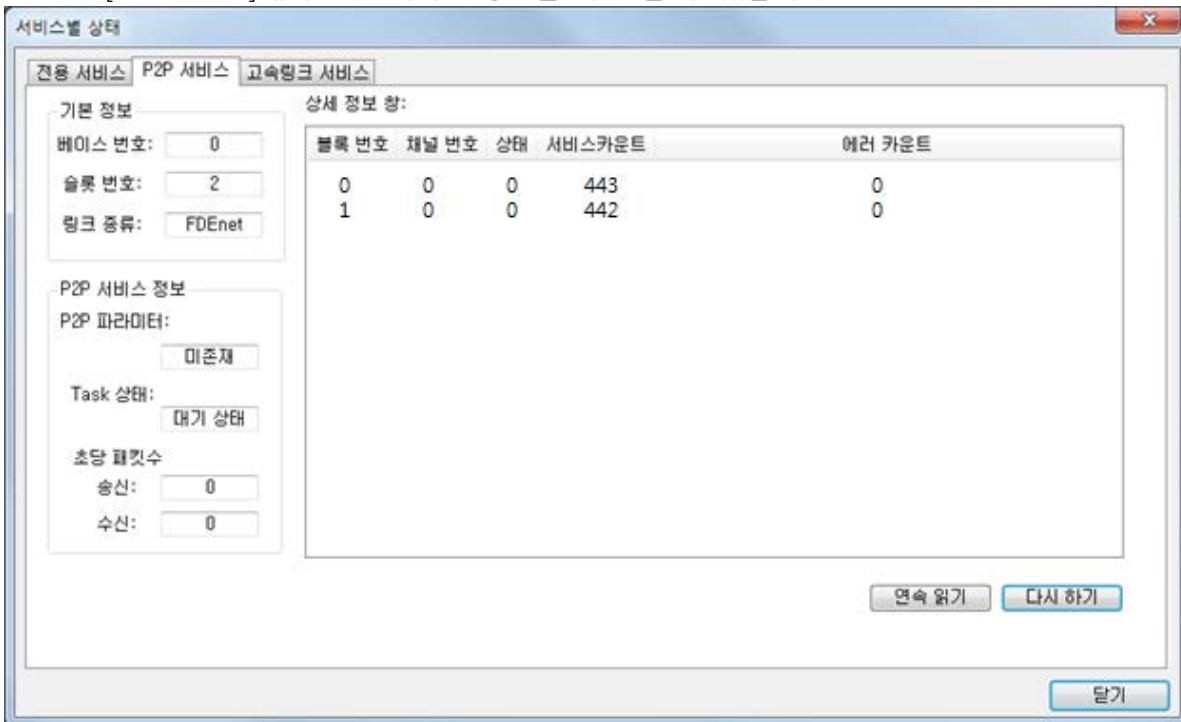 서비스별 상태
전용 서비스 P2P 서비스 고속링크 서비스
기본 정보
베이스 번호: 0
슬롯 번호: 2
링크 종류: FDEnet
P2P 서비스 정보
P2P 파라미터:
미존재
Task 상태:
대기 상태
초당 패킷수
송신: 0
수신: 0
상세 정보 창:
블록 번호 채널 번호 상태 서비스카운트 에러 카운트
0 0 0 443 0
1 0 0 442 0
연속 읽기 다시 하기
닫기